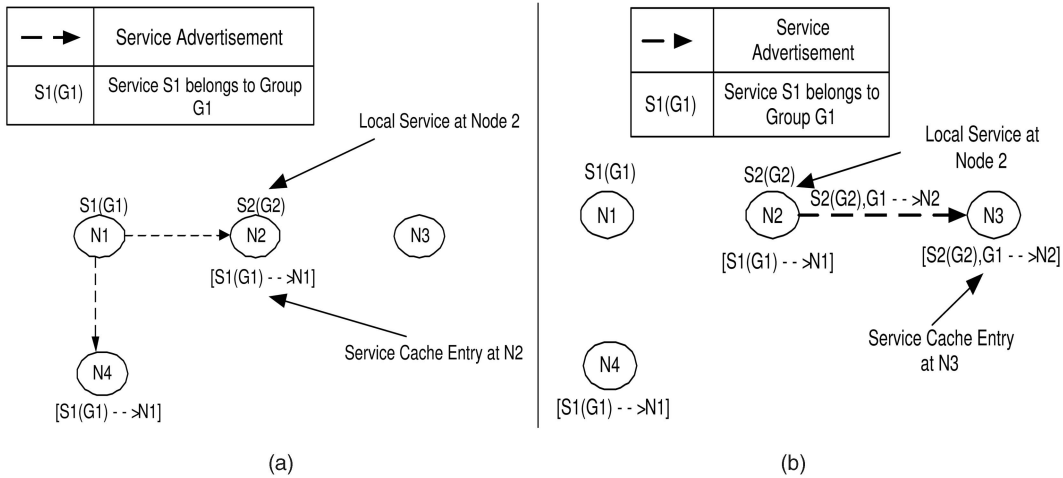 Service Advertisement
S1(G1)
Service S1 belongs to Group
G1
Local Service at Node 2
S1(G1)
S2(G2)
N1
N2
N3
[S1(G1) - ->N1]
Service Cache Entry at N2
N4
[S1(G1) - ->N1]
(a)
Service
Advertisement
S1(G1)
Service S1 belongs to
Group G1
Local Service at
Node 2
S1(G1)
S2(G2)
S2(G2),G1 - ->N2
N1
N2
N3
[S1(G1) - ->N1]
[S2(G2),G1 - ->N2]
Service Cache Entry
at N3
N4
[S1(G1) - ->N1]
(b)